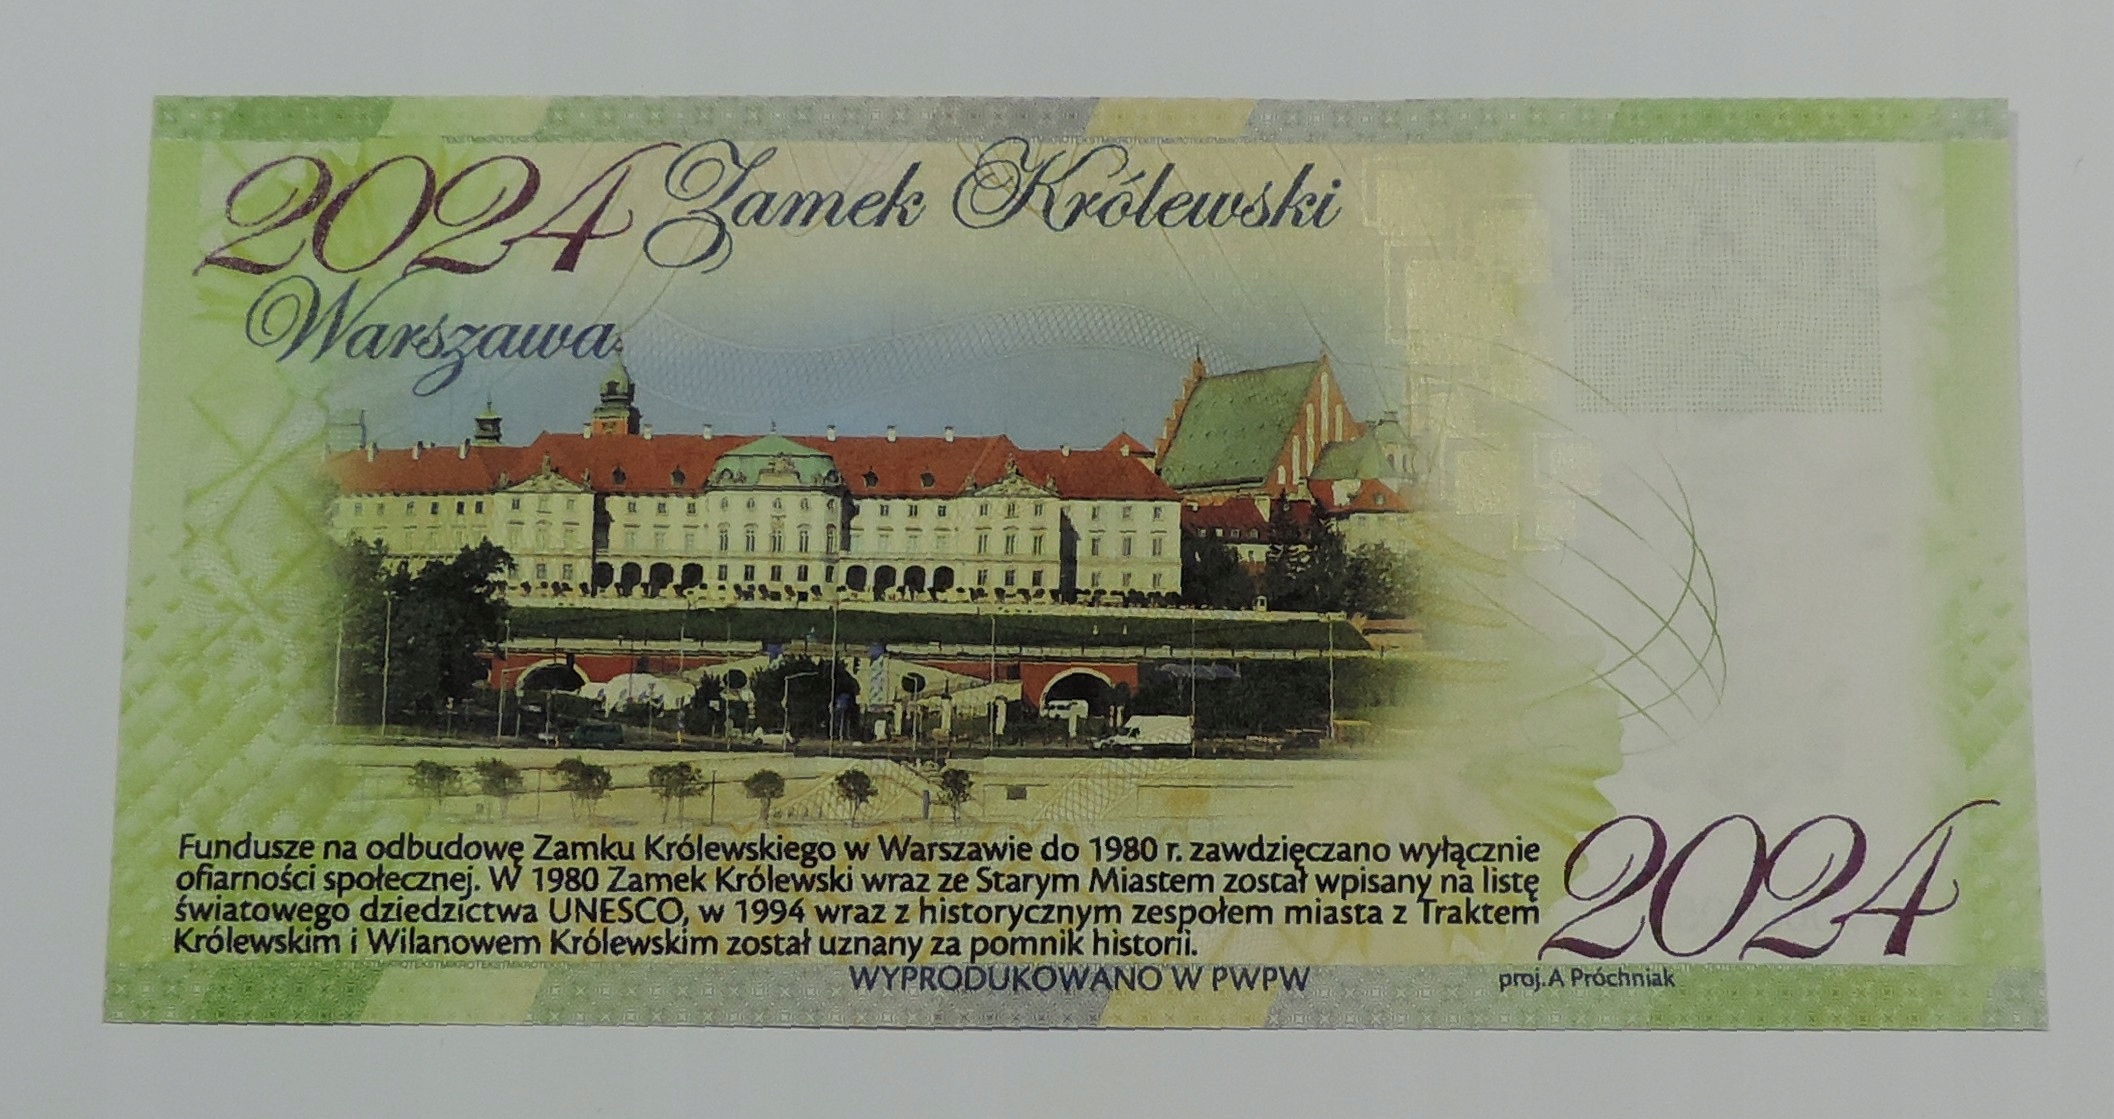 2024 Zamek Królewski
Warszawa
Fundusze na odbudowę Zamku Królewskiego w Warszawie do 1980 r. zawdzięczano wyłącznie
ofiarności społecznej. W 1980 Zamek Królewski wraz ze Starym Miastem został wpisany na listę
światowego dziedzictwa UNESCO, w 1994 wraz z historycznym zespołem miasta z Traktem
Królewskim i Wilanowem Królewskim został uznany za pomnik historii.
2024
WYPRODUKOWANO W PWPW
proj. A Próchniak